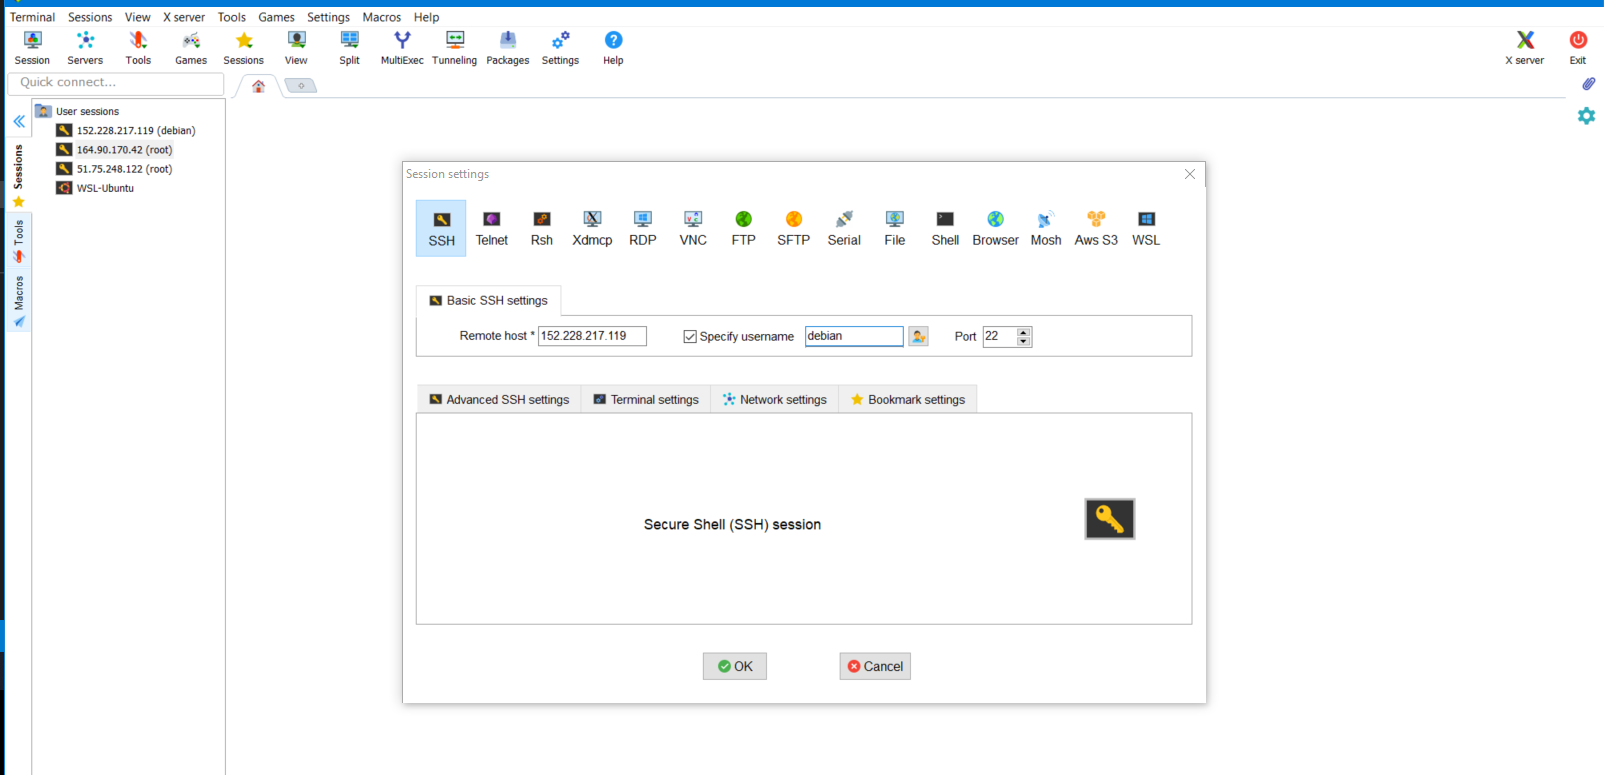 Terminal Sessions View X server Tools Games Settings Macros Help
Session Servers Tools Games Sessions View Split MultiExec Tunneling Packages Settings Help X server Exit
Quick connect...
User sessions
152.228.217.119 (debian)
164.90.170.42 (root)
51.75.248.122 (root)
WSL-Ubuntu
Sessions
Tools
Macros
Session settings
SSH Telnet Rsh Xdmcp RDP VNC FTP SFTP Serial File Shell Browser Mosh Aws S3 WSL
Basic SSH settings
Remote host * 152.228.217.119 Specify username debian Port 22
Advanced SSH settings Terminal settings Network settings Bookmark settings
Secure Shell (SSH) session
OK Cancel